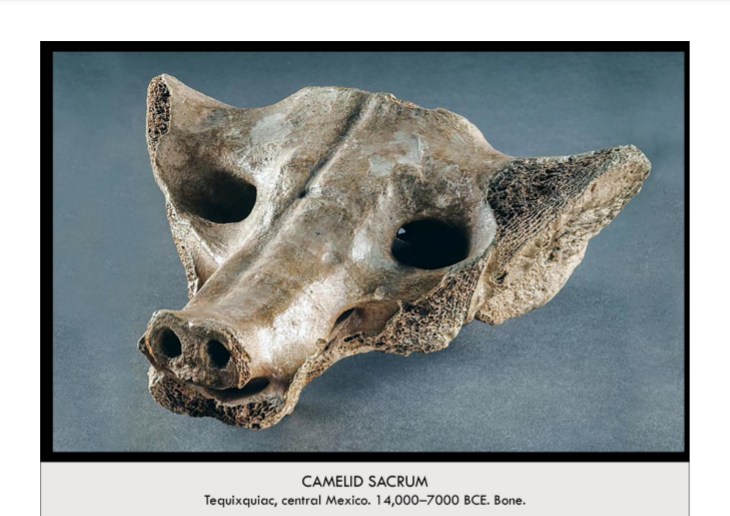 CAMELID SACRUM
Tequixquiac, central Mexico. 14,000–7000 BCE. Bone.